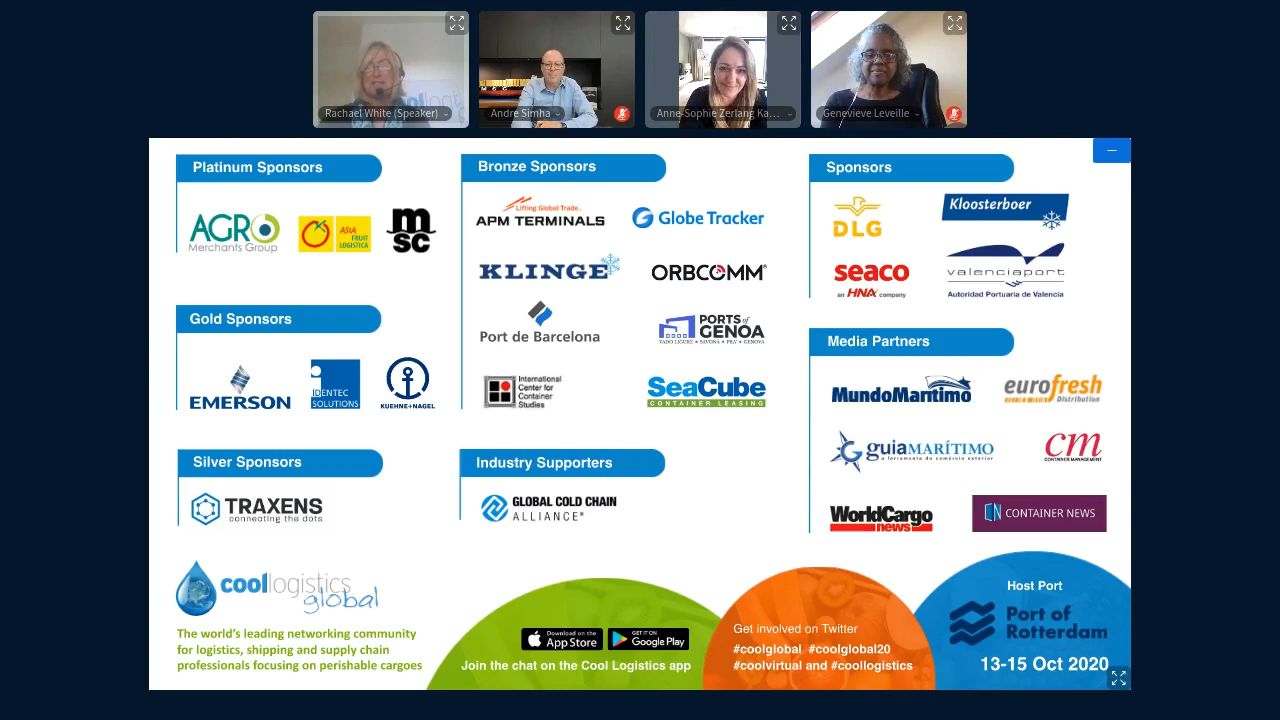 Rachael White (Speaker)
Andre Simha
Anne-Sophie Zerlang Ka...
Genevieve Leveille
Platinum Sponsors
AGRO
Merchants Group
ASIA
FRUIT
LOGISTICA
msc
Gold Sponsors
EMERSON
IDENTEC
SOLUTIONS
KUEHNE+NAGEL
Silver Sponsors
TRAXENS
connecting the dots
Bronze Sponsors
Lifting Global Trade.
APM TERMINALS
Globe Tracker
KLINGE
ORBCOMM®
Port de Barcelona
PORTS of
GENOA
VADO LIGURE • SAVONA • PRA' • GENOVA
International
Center for
Container
Studies
SeaCube
CONTAINER LEASING
Industry Supporters
GLOBAL COLD CHAIN
ALLIANCE®
Sponsors
DLG
Kloosterboer
seaco
an HNA company
valenciaport
Autoridad Portuaria de Valencia
Media Partners
MundoMaritimo
eurofresh
Distribution
guiaMARÍTIMO
a ferramenta do comércio exterior
cm
CONTAINER MANAGEMENT
WorldCargo
news
CONTAINER NEWS
coollogistics
global
The world's leading networking community
for logistics, shipping and supply chain
professionals focusing on perishable cargoes
Download on the
App Store
GET IT ON
Google Play
Join the chat on the Cool Logistics app
Get involved on Twitter
#coolglobal #coolglobal20
#coolvirtual and #coollogistics
Host Port
Port of
Rotterdam
13-15 Oct 2020